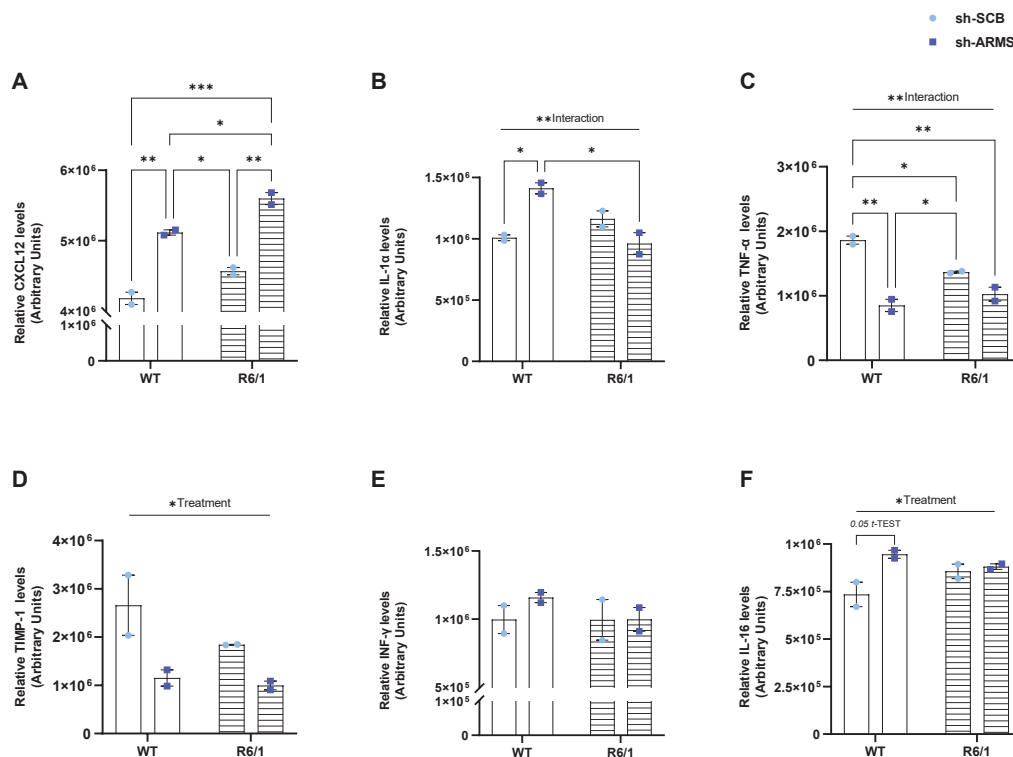 sh-SCB
sh-ARMS
A
***
*
**
*
**
Relative CXCL12 levels
(Arbitrary Units)
6×10⁶
5×10⁶
4×10⁶
1×10⁶
0
WT
R6/1
B
**Interaction
*
*
Relative IL-1α levels
(Arbitrary Units)
1.5×10⁶
1×10⁶
5×10⁵
0
WT
R6/1
C
**Interaction
**
*
**
*
Relative TNF-α levels
(Arbitrary Units)
3×10⁶
2×10⁶
1×10⁶
0
WT
R6/1
D
*Treatment
Relative TIMP-1 levels
(Arbitrary Units)
4×10⁶
3×10⁶
2×10⁶
1×10⁶
0
WT
R6/1
E
Relative INF-γ levels
(Arbitrary Units)
1.5×10⁶
1×10⁶
5×10⁵
1×10⁵
0
WT
R6/1
F
*Treatment
0.05 t-TEST
Relative IL-16 levels
(Arbitrary Units)
1×10⁶
7.5×10⁵
5×10⁵
2.5×10⁵
0
WT
R6/1